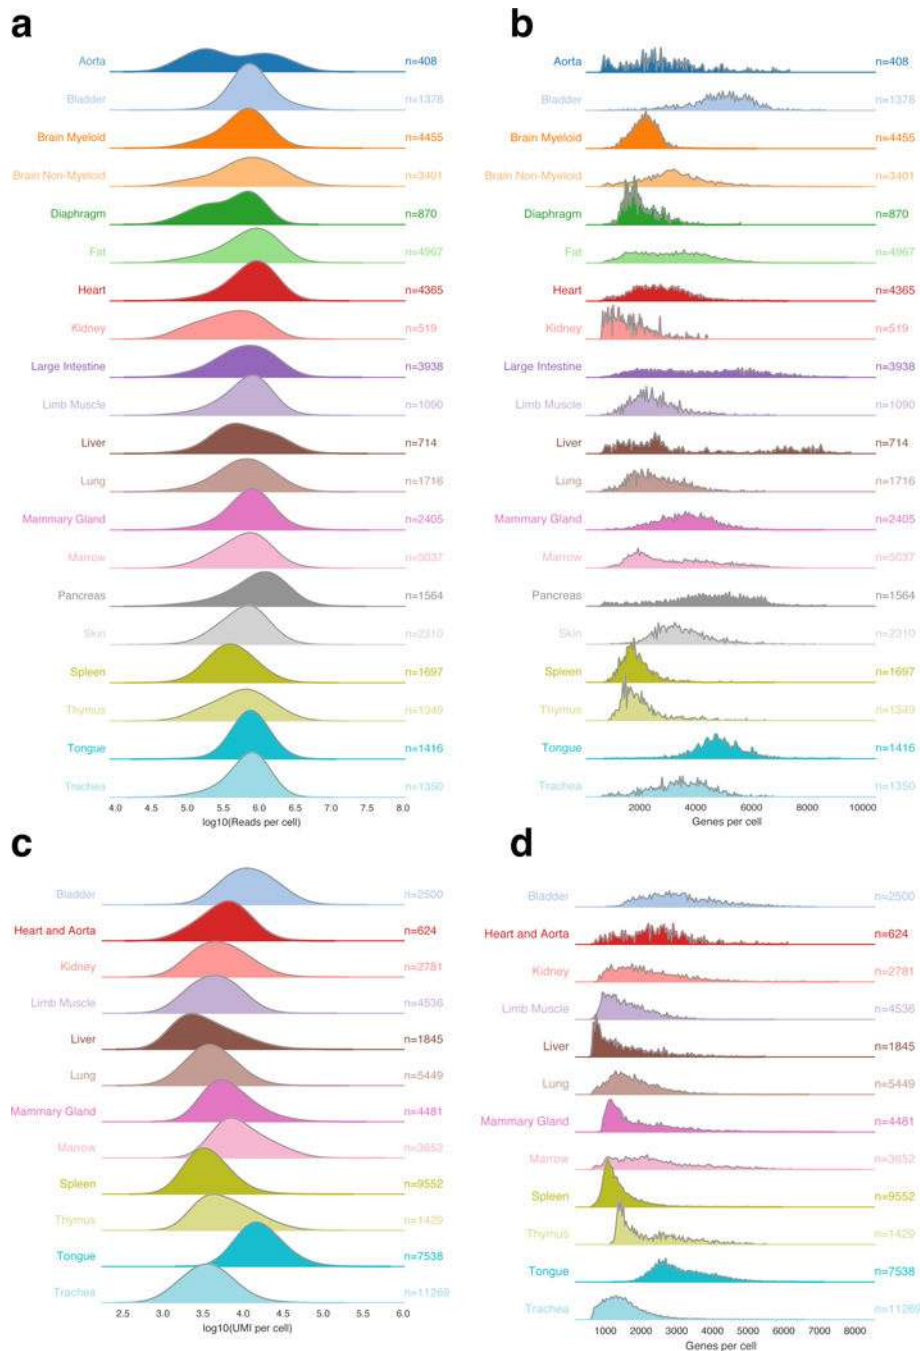 a
Aorta n=408
Bladder n=1378
Brain Myeloid n=4455
Brain Non-Myeloid n=3401
Diaphragm n=870
Fat n=4967
Heart n=4365
Kidney n=519
Large Intestine n=3938
Limb Muscle n=1090
Liver n=714
Lung n=1716
Mammary Gland n=2405
Marrow n=5037
Pancreas n=1564
Skin n=2310
Spleen n=1697
Thymus n=1349
Tongue n=1416
Trachea n=1350
4.0 4.5 5.0 5.5 6.0 6.5 7.0 7.5 8.0
log10(Reads per cell)
b
Aorta n=408
Bladder n=1378
Brain Myeloid n=4455
Brain Non-Myeloid n=3401
Diaphragm n=870
Fat n=4967
Heart n=4365
Kidney n=519
Large Intestine n=3938
Limb Muscle n=1090
Liver n=714
Lung n=1716
Mammary Gland n=2405
Marrow n=5037
Pancreas n=1564
Skin n=2310
Spleen n=1697
Thymus n=1349
Tongue n=1416
Trachea n=1350
2000 4000 6000 8000 10000
Genes per cell
c
Bladder n=2500
Heart and Aorta n=624
Kidney n=2781
Limb Muscle n=4536
Liver n=1845
Lung n=5449
Mammary Gland n=4481
Marrow n=3652
Spleen n=9552
Thymus n=1429
Tongue n=7538
Trachea n=11269
2.5 3.0 3.5 4.0 4.5 5.0 5.5 6.0
log10(UMI per cell)
d
Bladder n=2500
Heart and Aorta n=624
Kidney n=2781
Limb Muscle n=4536
Liver n=1845
Lung n=5449
Mammary Gland n=4481
Marrow n=3652
Spleen n=9552
Thymus n=1429
Tongue n=7538
Trachea n=11269
1000 2000 3000 4000 5000 6000 7000 8000
Genes per cell